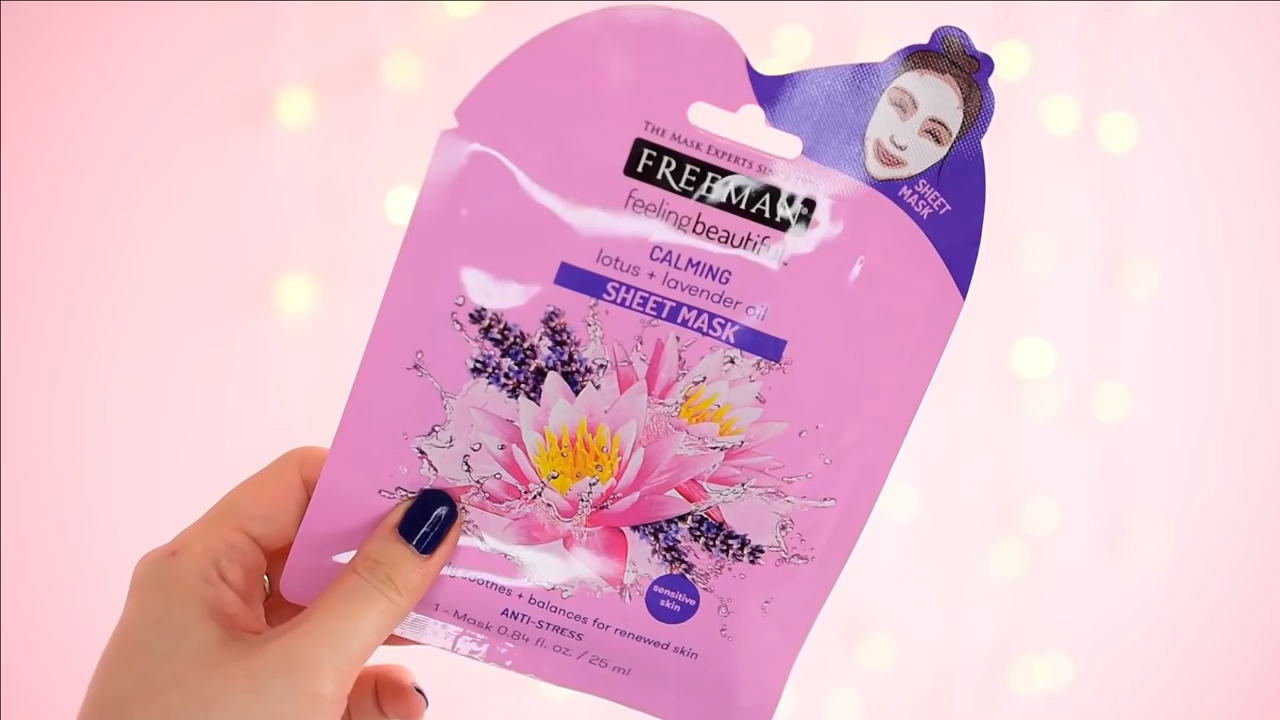 THE MASK EXPERTS
FREEMAN®
feeling beautiful
CALMING
lotus + lavender oil
SHEET MASK
SHEET
MASK
sensitive
skin
soothes + balances for renewed skin
ANTI-STRESS
1 - Mask 0.84 fl. oz. / 25 ml